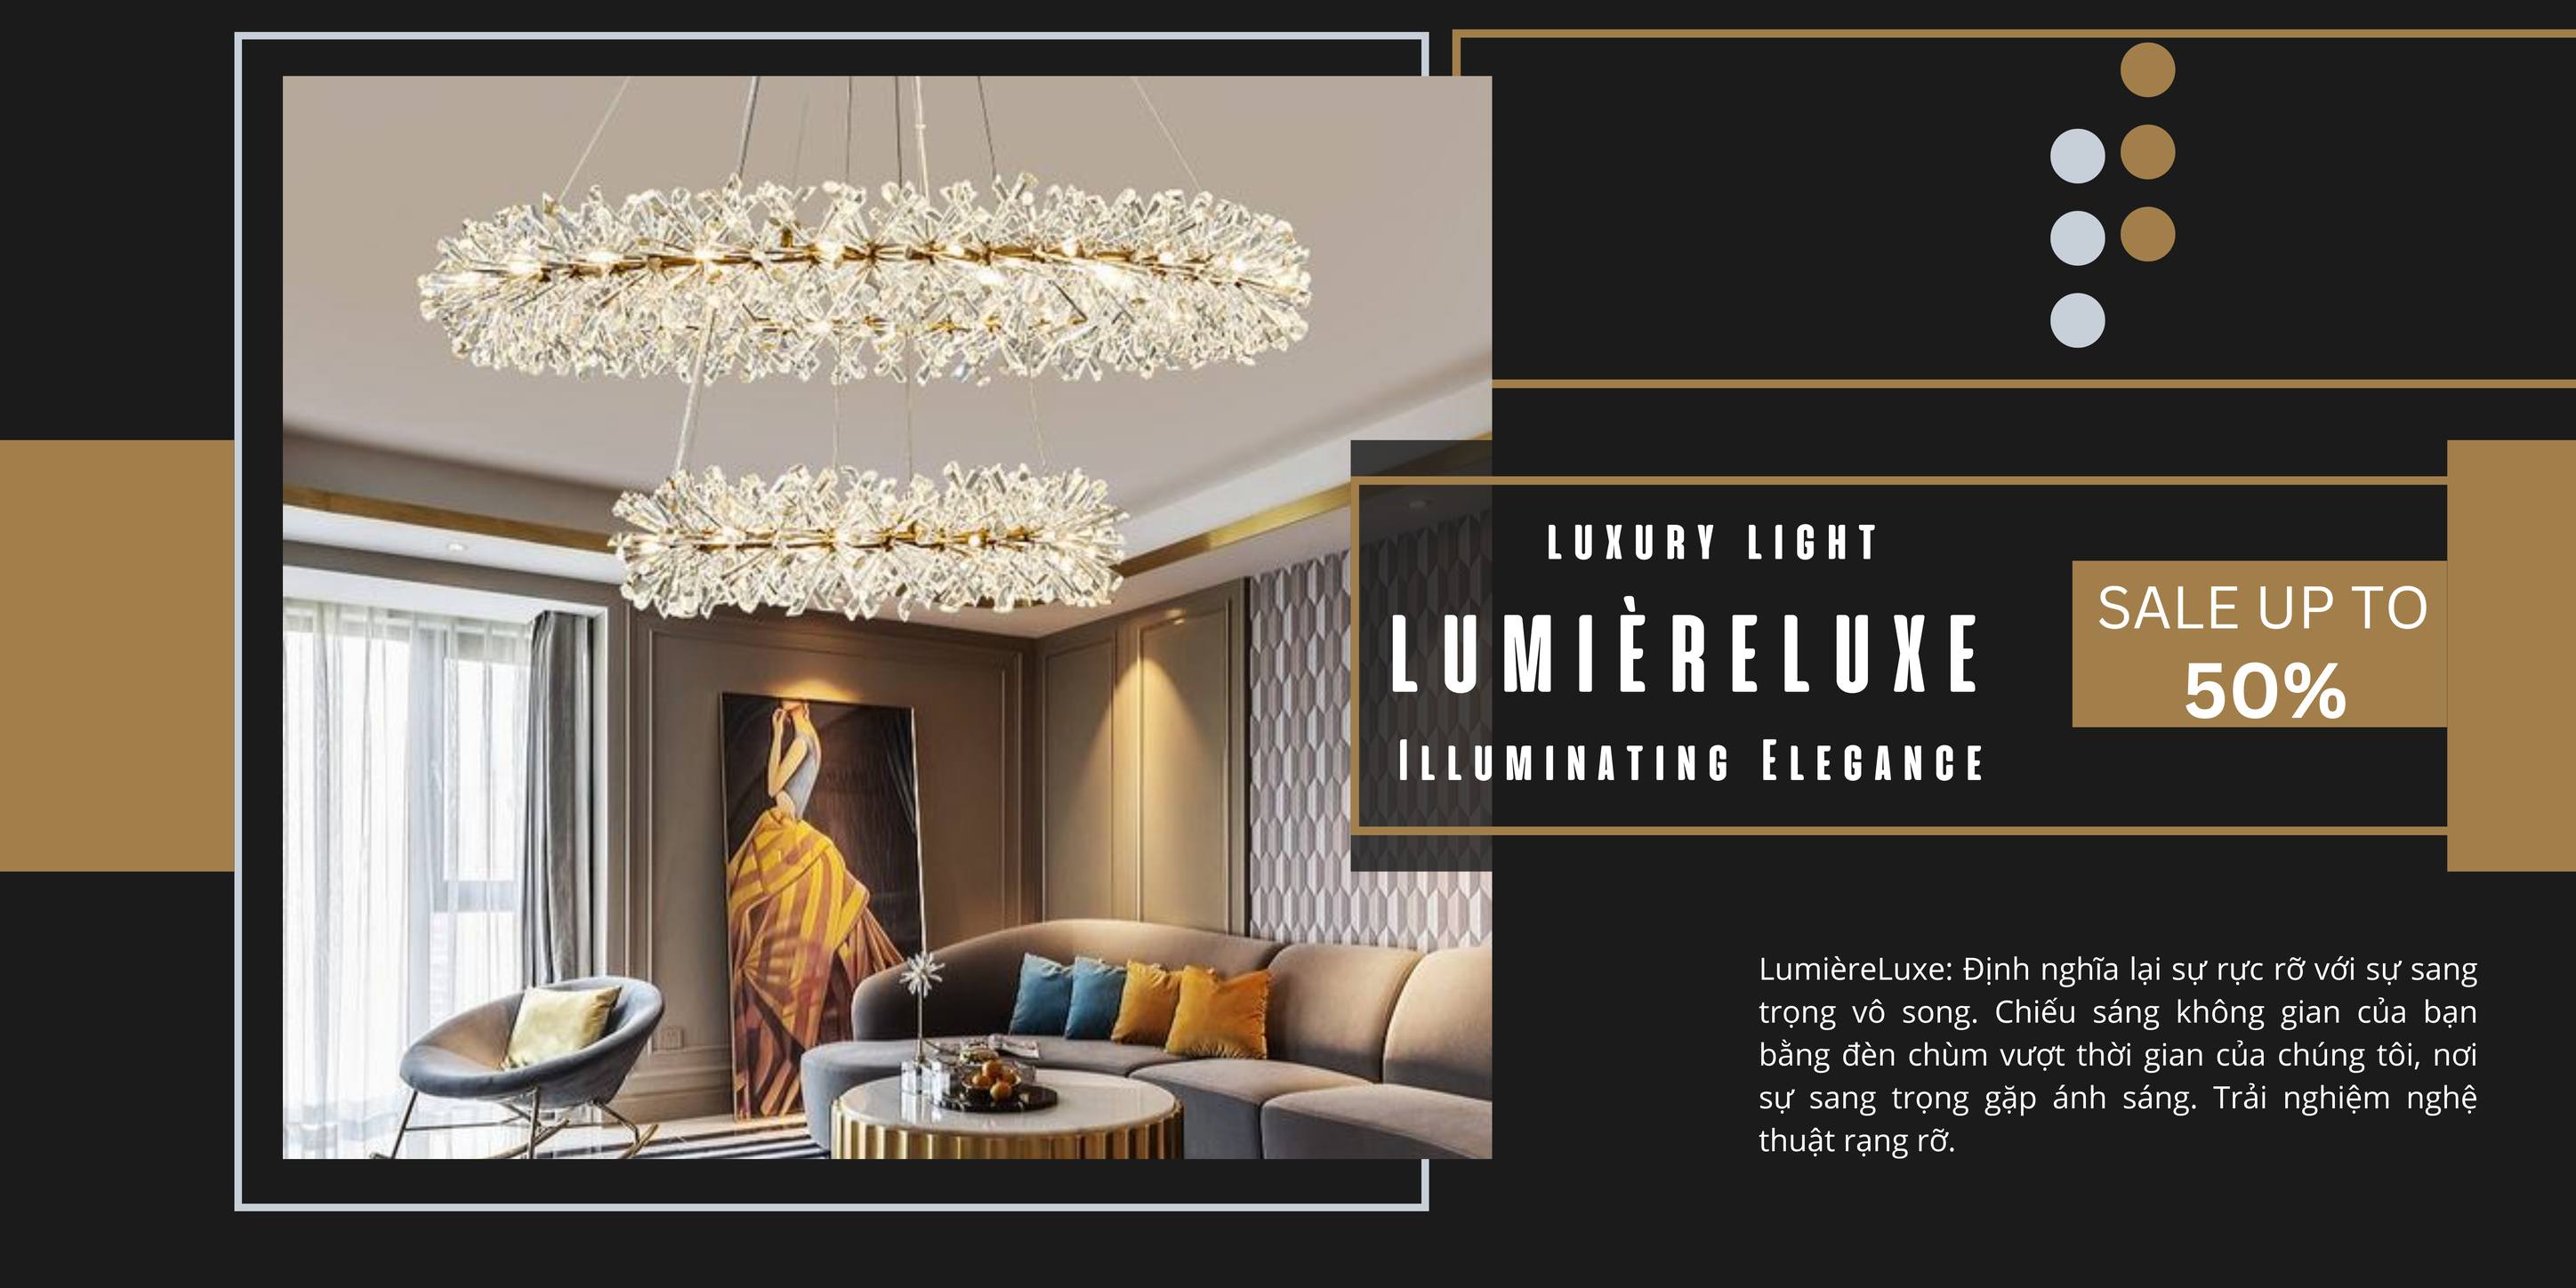 LUXURY LIGHT
LUMIÈRELUXE
Illuminating Elegance
SALE UP TO
50%
LumièreLuxe: Định nghĩa lại sự rực rỡ với sự sang
trọng vô song. Chiếu sáng không gian của bạn
bằng đèn chùm vượt thời gian của chúng tôi, nơi
sự sang trọng gặp ánh sáng. Trải nghiệm nghệ
thuật rạng rỡ.